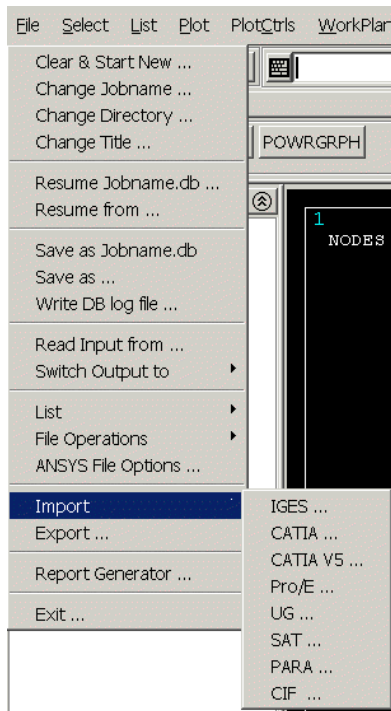 File Select List Plot PlotCtrls WorkPlan
Clear & Start New ...
Change Jobname ...
Change Directory ...
Change Title ...
POWRGRPH
Resume Jobname.db ...
Resume from ...
1
NODES
Save as Jobname.db
Save as ...
Write DB log file ...
Read Input from ...
Switch Output to
List
File Operations
ANSYS File Options ...
Import
Export ...
Report Generator ...
Exit ...
IGES ...
CATIA ...
CATIA V5 ...
Pro/E ...
UG ...
SAT ...
PARA ...
CIF ...